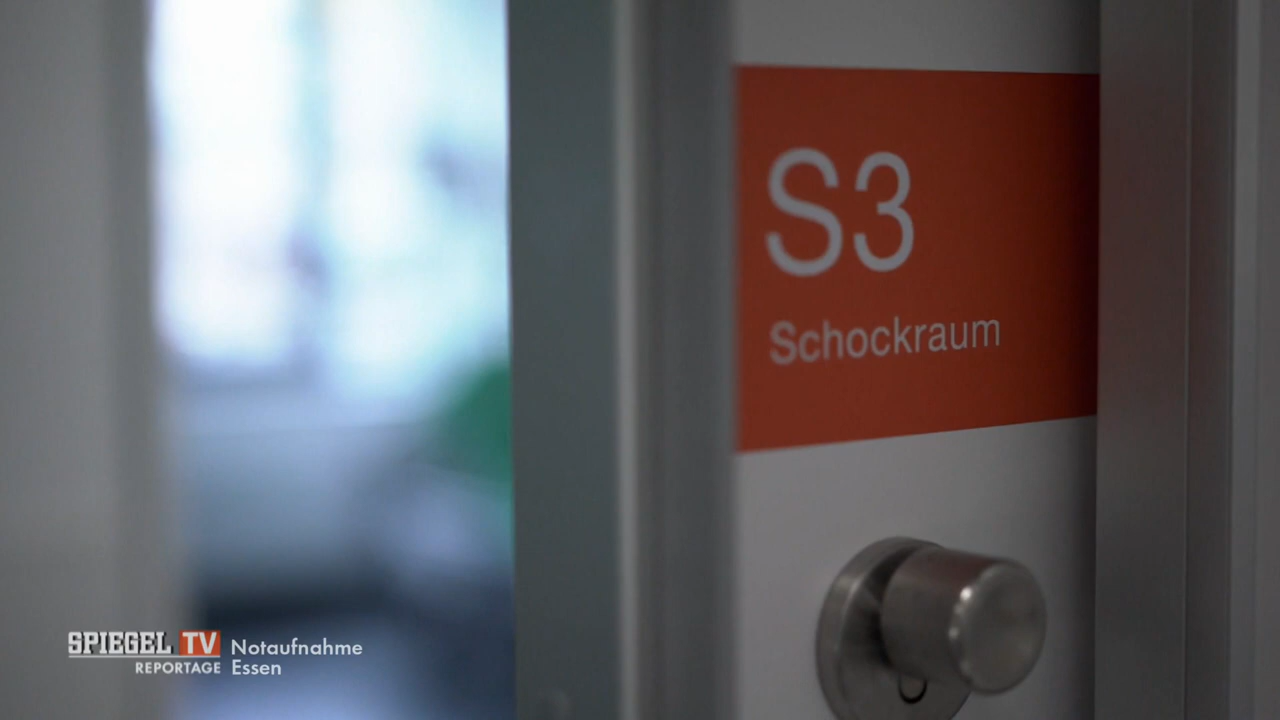 S3
Schockraum
SPIEGEL TV
REPORTAGE
Notaufnahme
Essen